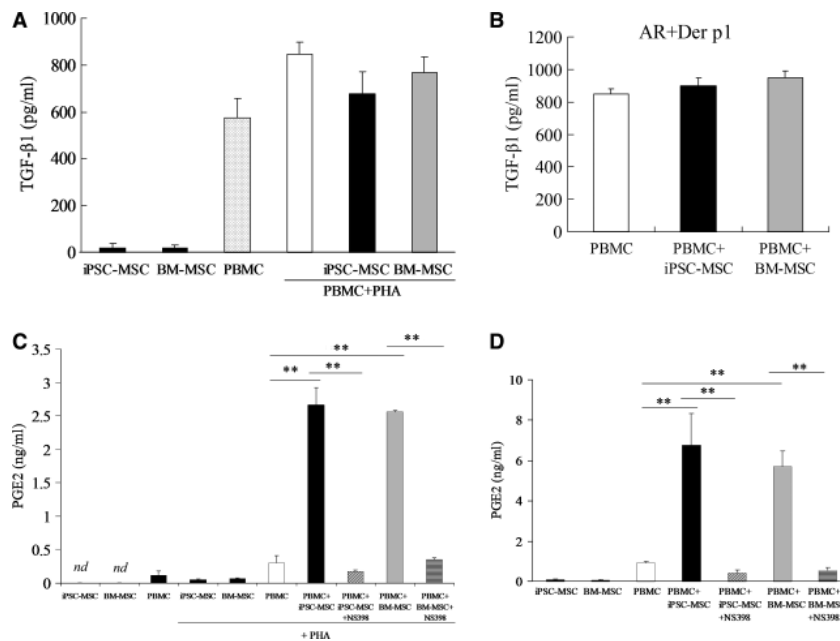 A
1000
800
600
400
200
0
TGF-β1 (pg/ml)
iPSC-MSC BM-MSC PBMC iPSC-MSC BM-MSC
PBMC+PHA
B
AR+Der p1
1200
1000
800
600
400
200
0
TGF-β1 (pg/ml)
PBMC PBMC+ PBMC+
iPSC-MSC BM-MSC
C
3.5
3
2.5
2
1.5
1
0.5
0
PGE2 (ng/ml)
** ** ** **
nd nd
iPSC-MSC BM-MSC PBMC iPSC-MSC BM-MSC PBMC PBMC+ PBMC+ PBMC+ PBMC+
iPSC-MSC iPSC-MSC BM-MSC BM-MSC+
+NS398 NS398
+ PHA
D
10
8
6
4
2
0
PGE2 (ng/ml)
** ** ** **
iPSC-MSC BM-MSC PBMC PBMC+ PBMC+ PBMC+ PBMC+
iPSC-MSC iPSC-MSC BM-MSC BM-MS
+NS398 +NS398